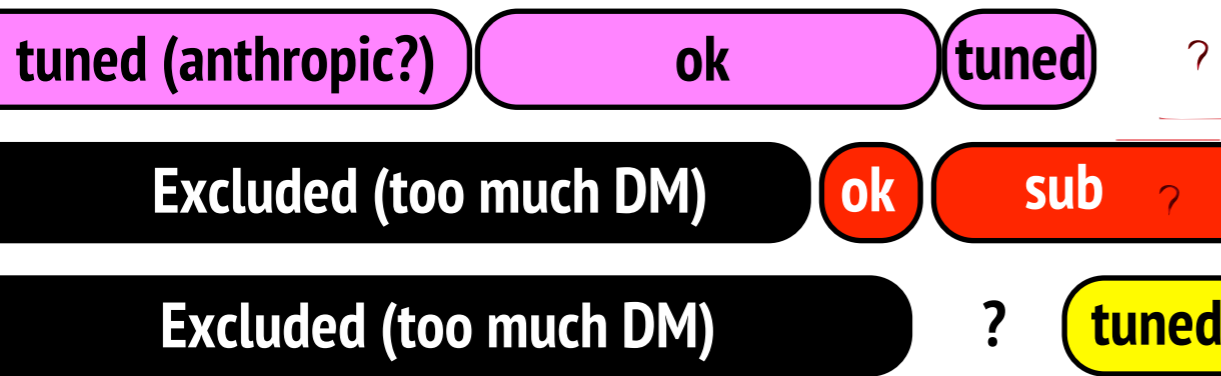 tuned (anthropic?) ok tuned ?
Excluded (too much DM) ok sub ?
Excluded (too much DM) ? tuned